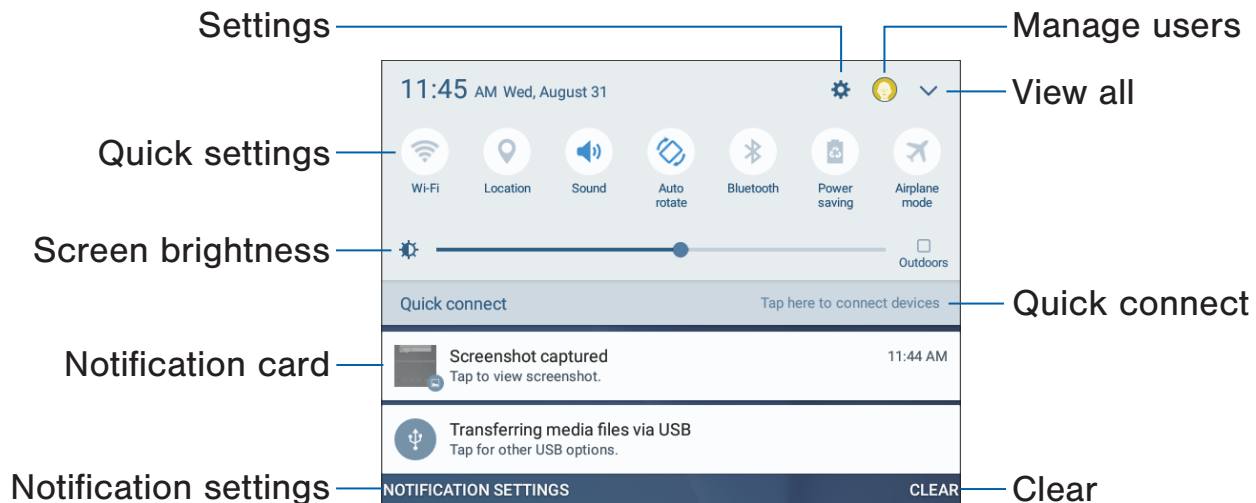 Settings
Manage users
11:45 AM Wed, August 31
View all
Quick settings
Wi-Fi
Location
Sound
Auto
rotate
Bluetooth
Power
saving
Airplane
mode
Screen brightness
Outdoors
Quick connect
Tap here to connect devices
Quick connect
Notification card
Screenshot captured
11:44 AM
Tap to view screenshot.
Transferring media files via USB
Tap for other USB options.
Notification settings
NOTIFICATION SETTINGS
CLEAR
Clear